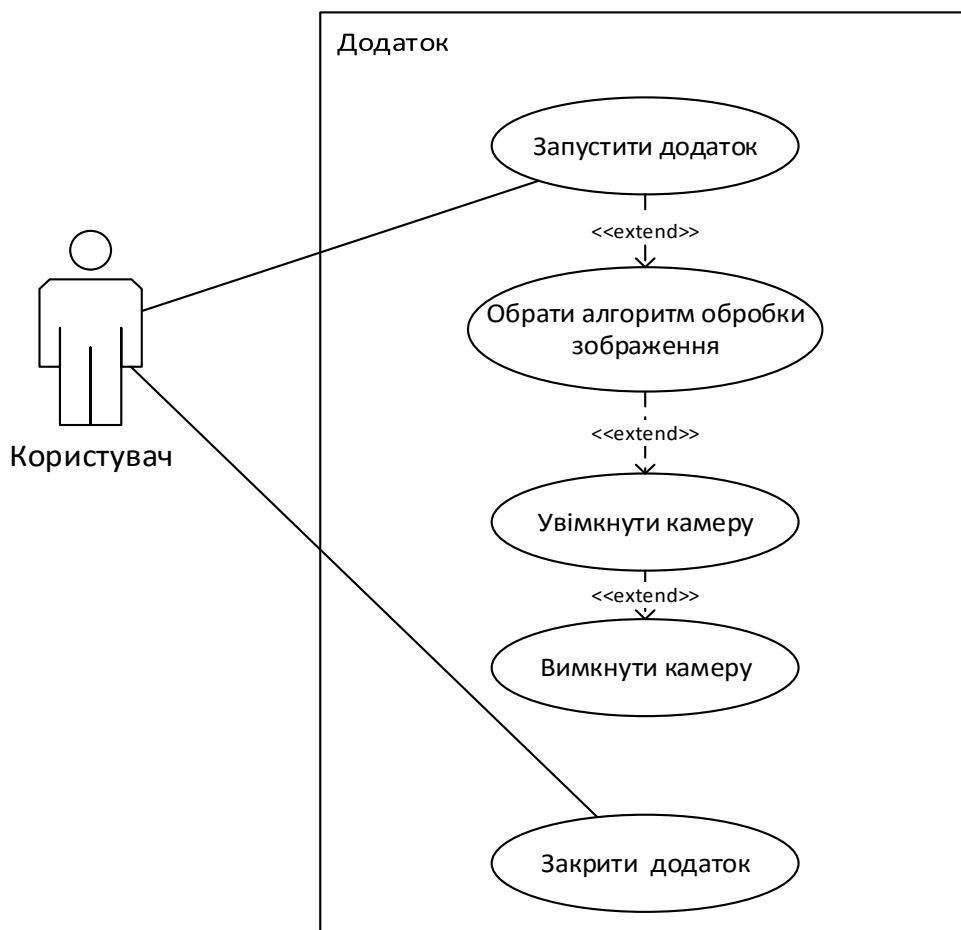 Додаток
Запустити додаток
<<extend>>
Обрати алгоритм обробки
зображення
<<extend>>
Користувач
Увімкнути камеру
<<extend>>
Вимкнути камеру
Закрити додаток